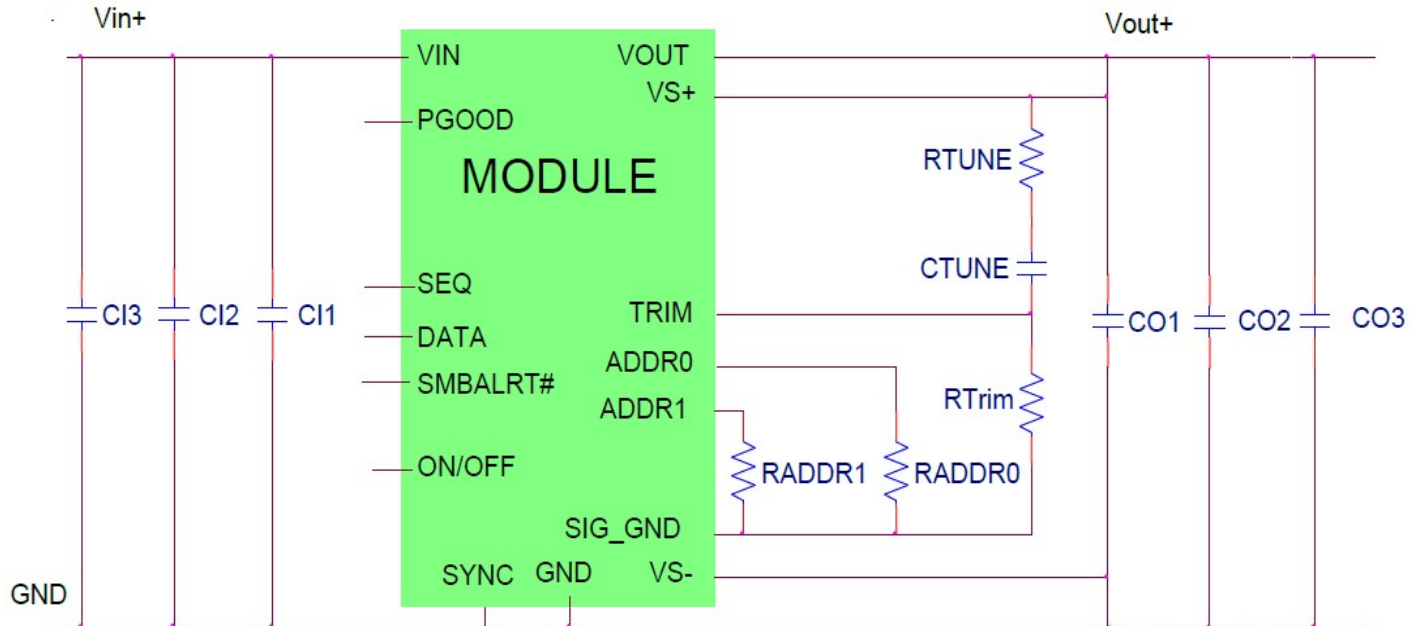 Vin+
Vout+
VIN
VOUT
VS+
PGOOD
MODULE
RTUNE
CTUNE
SEQ
TRIM
CI3
CI2
CI1
CO1
CO2
CO3
DATA
ADDR0
SMBALRT#
RTrim
ADDR1
ON/OFF
RADDR1
RADDR0
SIG_GND
SYNC
GND
VS-
GND